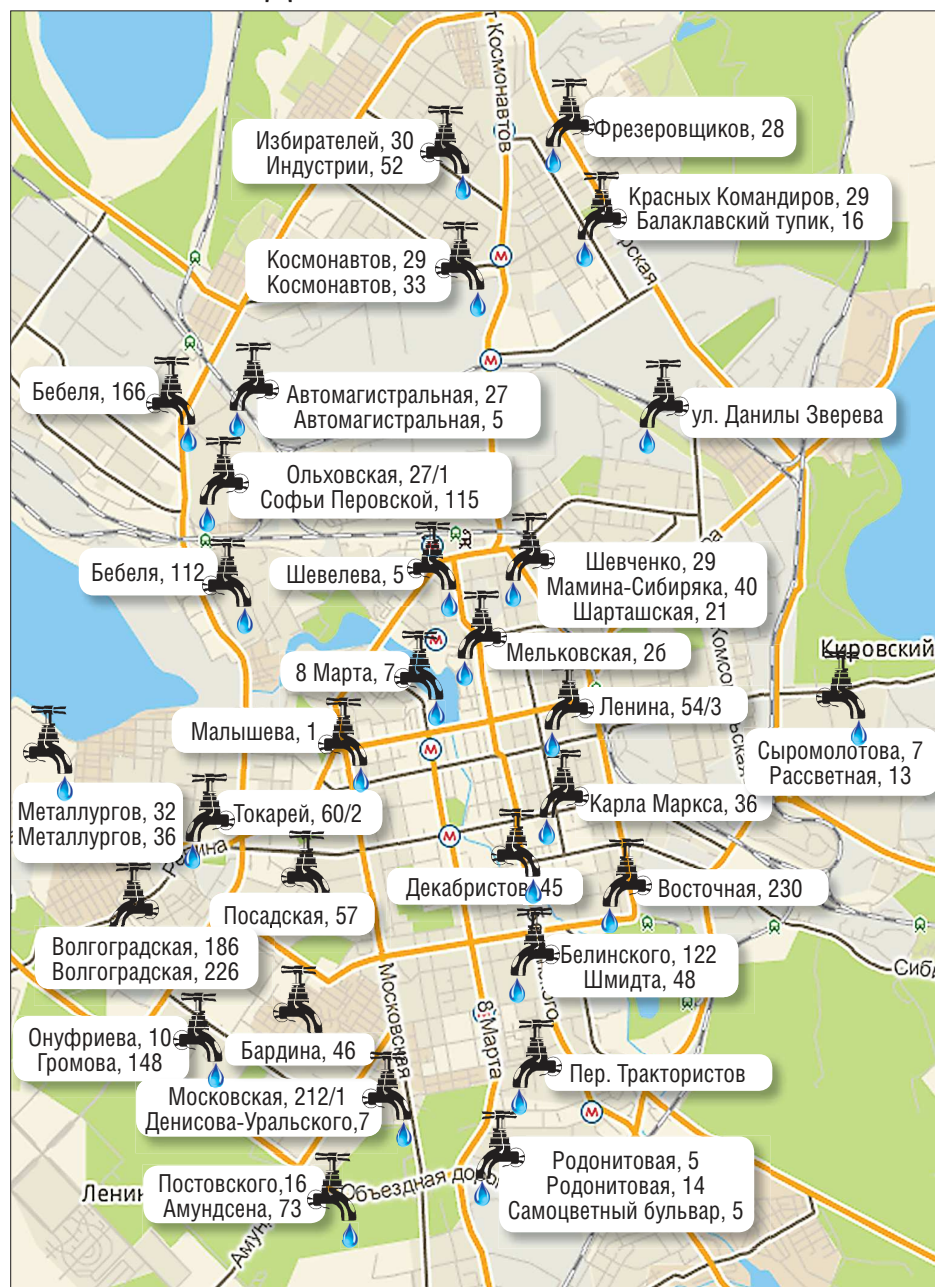 Космонавтов
Фрезеровщиков, 28
Избирателей, 30
Индустрии, 52
Красных Командиров, 29
Балаклавский тупик, 16
Космонавтов, 29
Космонавтов, 33
М
М
Бебеля, 166
Автомагистральная, 27
Автомагистральная, 5
ул. Данилы Зверева
Ольховская, 27/1
Софьи Перовской, 115
Бебеля, 112
Шевелева, 5
Шевченко, 29
Мамина-Сибиряка, 40
Шарташская, 21
Мельковская, 2б
Кировский
8 Марта, 7
Ленина, 54/3
Малышева, 1
М
Сыромолотова, 7
Рассветная, 13
Металлургов, 32
Металлургов, 36
Токарей, 60/2
Карла Маркса, 36
М
Декабристов, 45
Восточная, 230
Посадская, 57
Волгоградская, 186
Волгоградская, 226
Белинского, 122
Шмидта, 48
Московская
8 Марта
Онуфриева, 10
Громова, 148
Бардина, 46
Пер. Трактористов
Московская, 212/1
Денисова-Уральского,7
М
Родонитовая, 5
Родонитовая, 14
Самоцветный бульвар, 5
Постовского,16
Амундсена, 73
Объездная